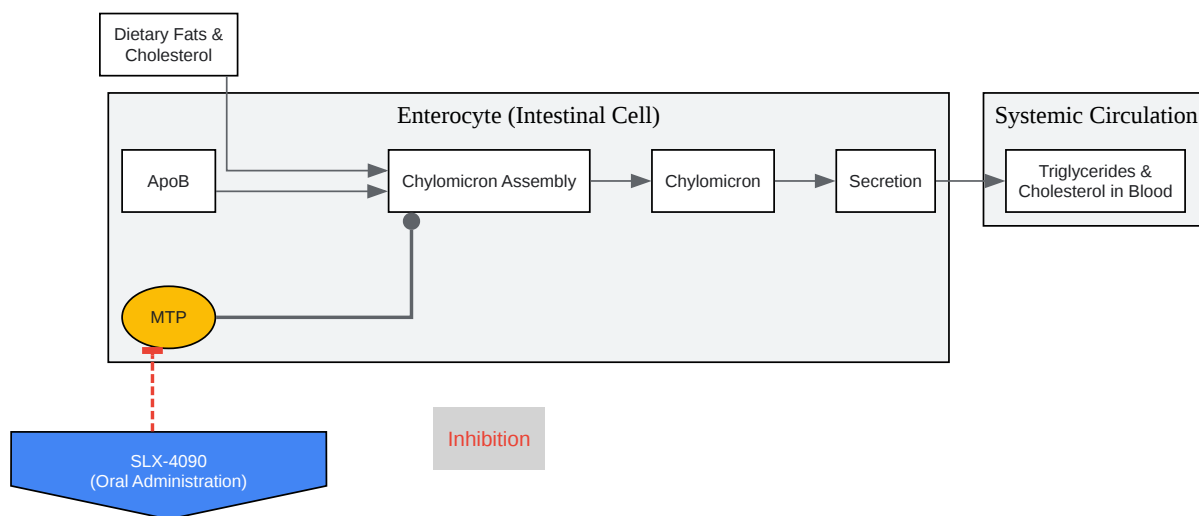 Dietary Fats &
Cholesterol
Enterocyte (Intestinal Cell)
Systemic Circulation
ApoB
Chylomicron Assembly
Chylomicron
Secretion
Triglycerides &
Cholesterol in Blood
MTP
Inhibition
SLX-4090
(Oral Administration)